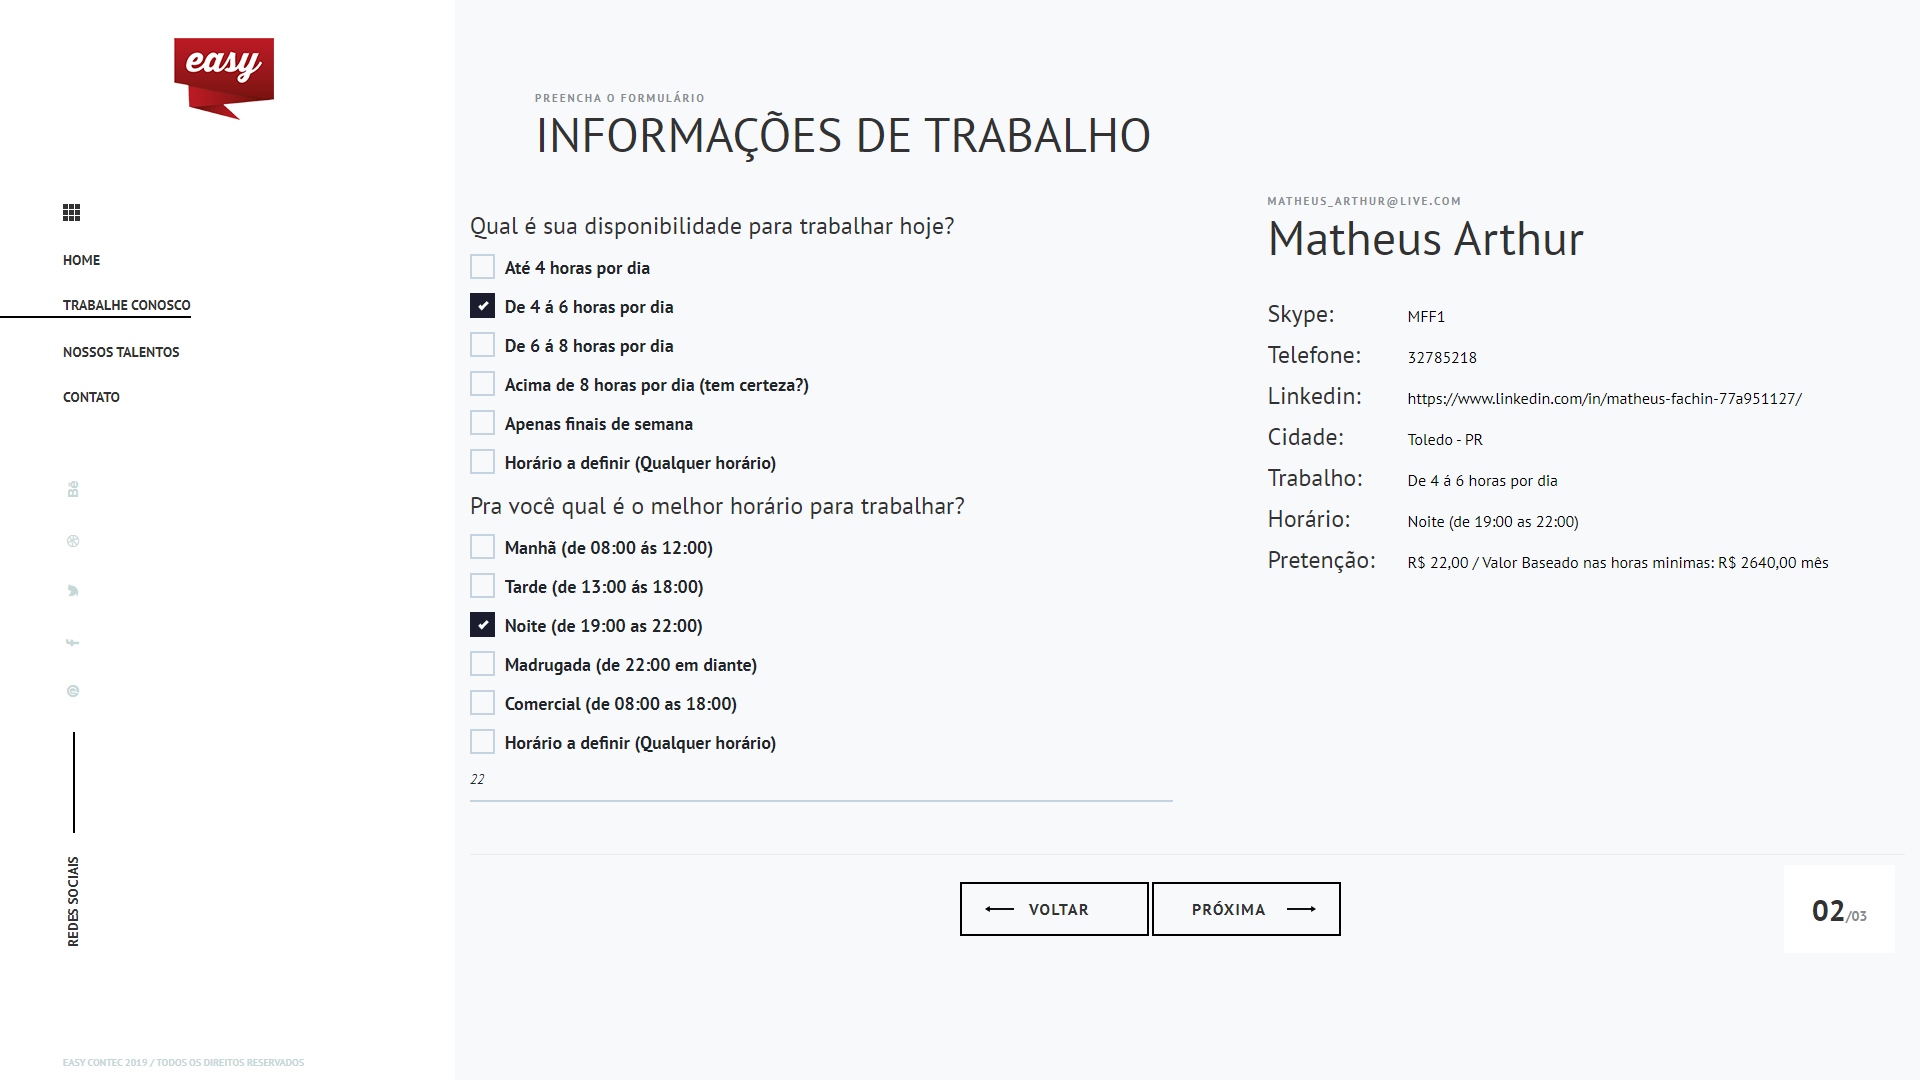 easy
HOME
TRABALHE CONOSCO
NOSSOS TALENTOS
CONTATO
Bē
REDES SOCIAIS
EASY CONTEC 2019 / TODOS OS DIREITOS RESERVADOS
PREENCHA O FORMULÁRIO
INFORMAÇÕES DE TRABALHO
Qual é sua disponibilidade para trabalhar hoje?
Até 4 horas por dia
De 4 á 6 horas por dia
De 6 á 8 horas por dia
Acima de 8 horas por dia (tem certeza?)
Apenas finais de semana
Horário a definir (Qualquer horário)
Pra você qual é o melhor horário para trabalhar?
Manhã (de 08:00 ás 12:00)
Tarde (de 13:00 ás 18:00)
Noite (de 19:00 as 22:00)
Madrugada (de 22:00 em diante)
Comercial (de 08:00 as 18:00)
Horário a definir (Qualquer horário)
22
MATHEUS_ARTHUR@LIVE.COM
Matheus Arthur
Skype: MFF1
Telefone: 32785218
Linkedin: https://www.linkedin.com/in/matheus-fachin-77a951127/
Cidade: Toledo - PR
Trabalho: De 4 á 6 horas por dia
Horário: Noite (de 19:00 as 22:00)
Pretenção: R$ 22,00 / Valor Baseado nas horas minimas: R$ 2640,00 mês
VOLTAR
PRÓXIMA
02/03